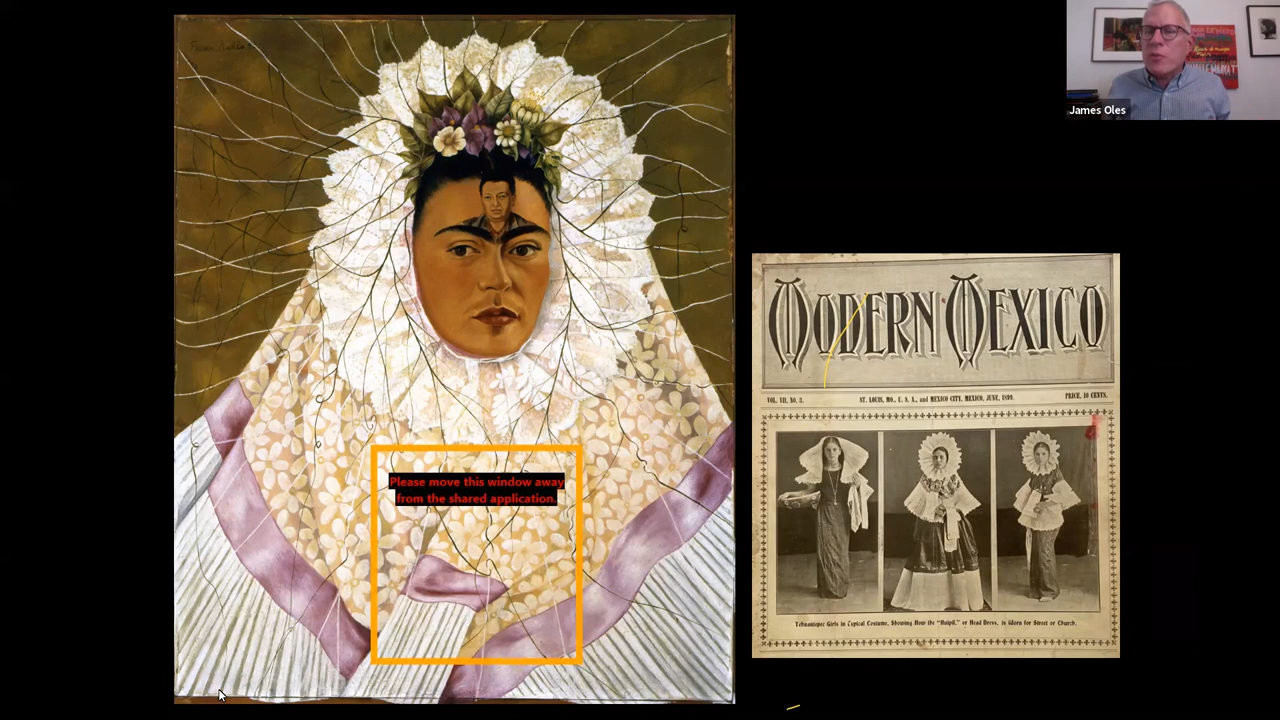 Please move this window away
from the shared application.
James Oles
MODERN MEXICO
VOL. VII, NO. 3.
ST. LOUIS, MO., U. S. A., and MEXICO CITY, MEXICO, JUNE, 1899.
PRICE, 10 CENTS.
Tehuantepec Girls in Typical Costume, Showing How the "Huipil," or Head Dress, is Worn for Street or Church.